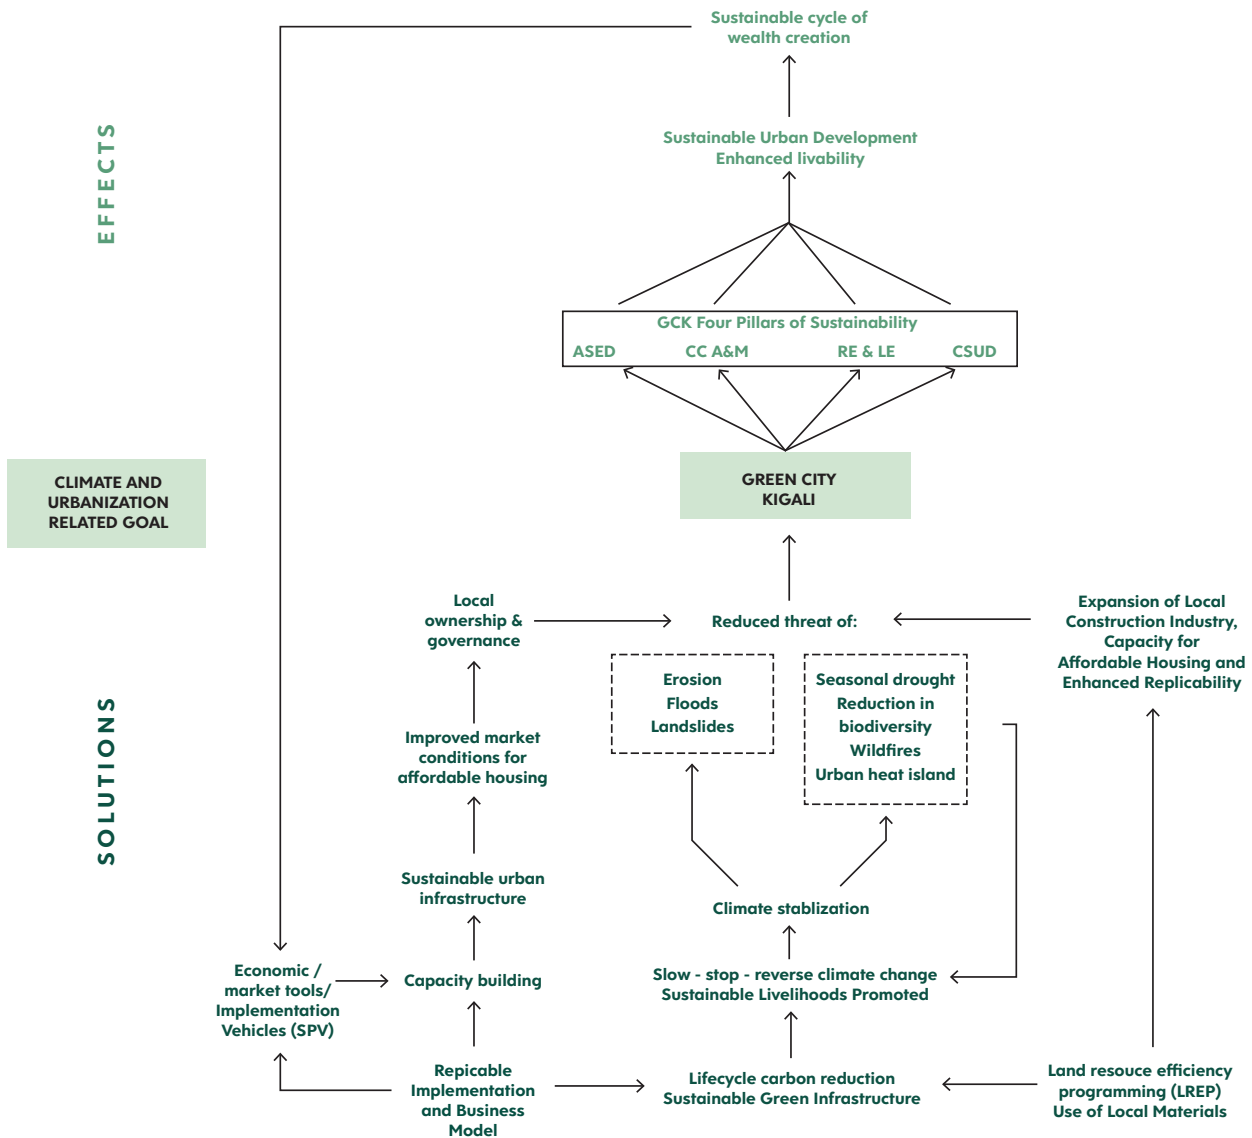 Sustainable cycle of
wealth creation
EFFECTS
Sustainable Urban Development
Enhanced livability
GCK Four Pillars of Sustainability
ASED
CC A&M
RE & LE
CSUD
CLIMATE AND
URBANIZATION
RELATED GOAL
GREEN CITY
KIGALI
SOLUTIONS
Local
ownership &
governance
Reduced threat of:
Expansion of Local
Construction Industry,
Capacity for
Affordable Housing and
Enhanced Replicability
Erosion
Floods
Landslides
Seasonal drought
Reduction in
biodiversity
Wildfires
Urban heat island
Improved market
conditions for
affordable housing
Sustainable urban
infrastructure
Climate stablization
Economic /
market tools/
Implementation
Vehicles (SPV)
Capacity building
Slow - stop - reverse climate change
Sustainable Livelihoods Promoted
Repicable
Implementation
and Business
Model
Lifecycle carbon reduction
Sustainable Green Infrastructure
Land resouce efficiency
programming (LREP)
Use of Local Materials